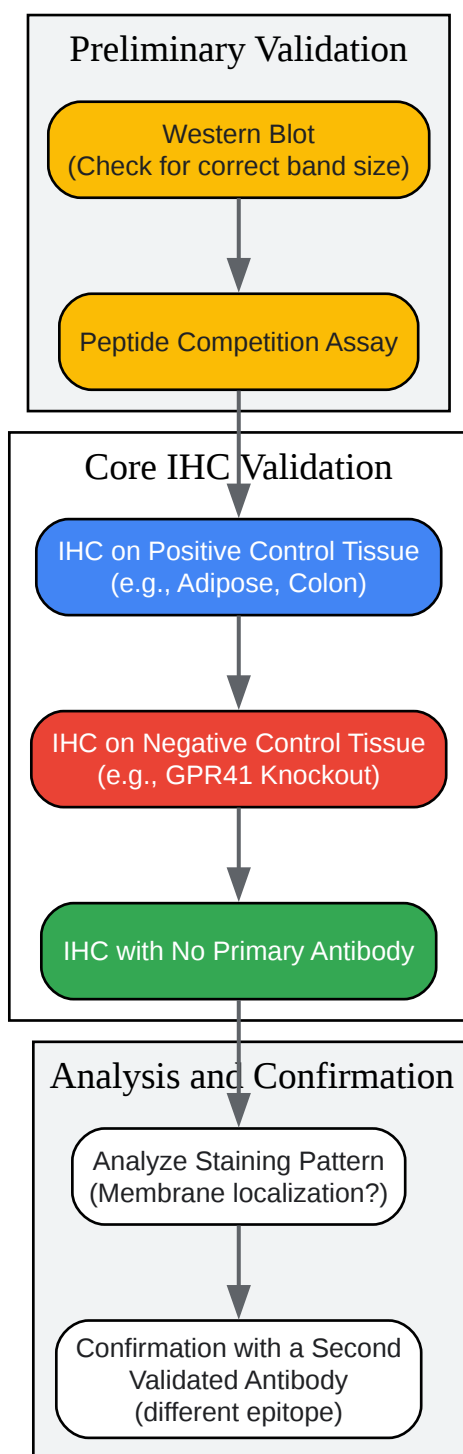 Preliminary Validation
Western Blot
(Check for correct band size)
Peptide Competition Assay
Core IHC Validation
IHC on Positive Control Tissue
(e.g., Adipose, Colon)
IHC on Negative Control Tissue
(e.g., GPR41 Knockout)
IHC with No Primary Antibody
Analysis and Confirmation
Analyze Staining Pattern
(Membrane localization?)
Confirmation with a Second
Validated Antibody
(different epitope)